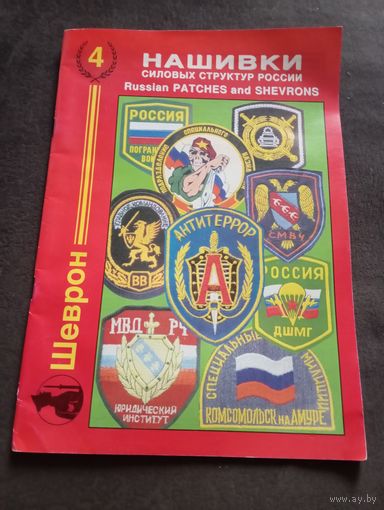 4
НАШИВКИ
СИЛОВЫХ СТРУКТУР РОССИИ
Russian PATCHES and SHEVRONS
Шеврон
РОССИЯ
СПЕЦИАЛЬНОГО
ВВ
АНТИТЕРРОР
А
СМВЧ
РОССИЯ
ДШМГ
МВД РФ
ЮРИДИЧЕСКИЙ
ИНСТИТУТ
СПЕЦИАЛЬНЫЕ
МИЛИЦИИ
КОМСОМОЛЬСК НА АМУРЕ
www.ay.by